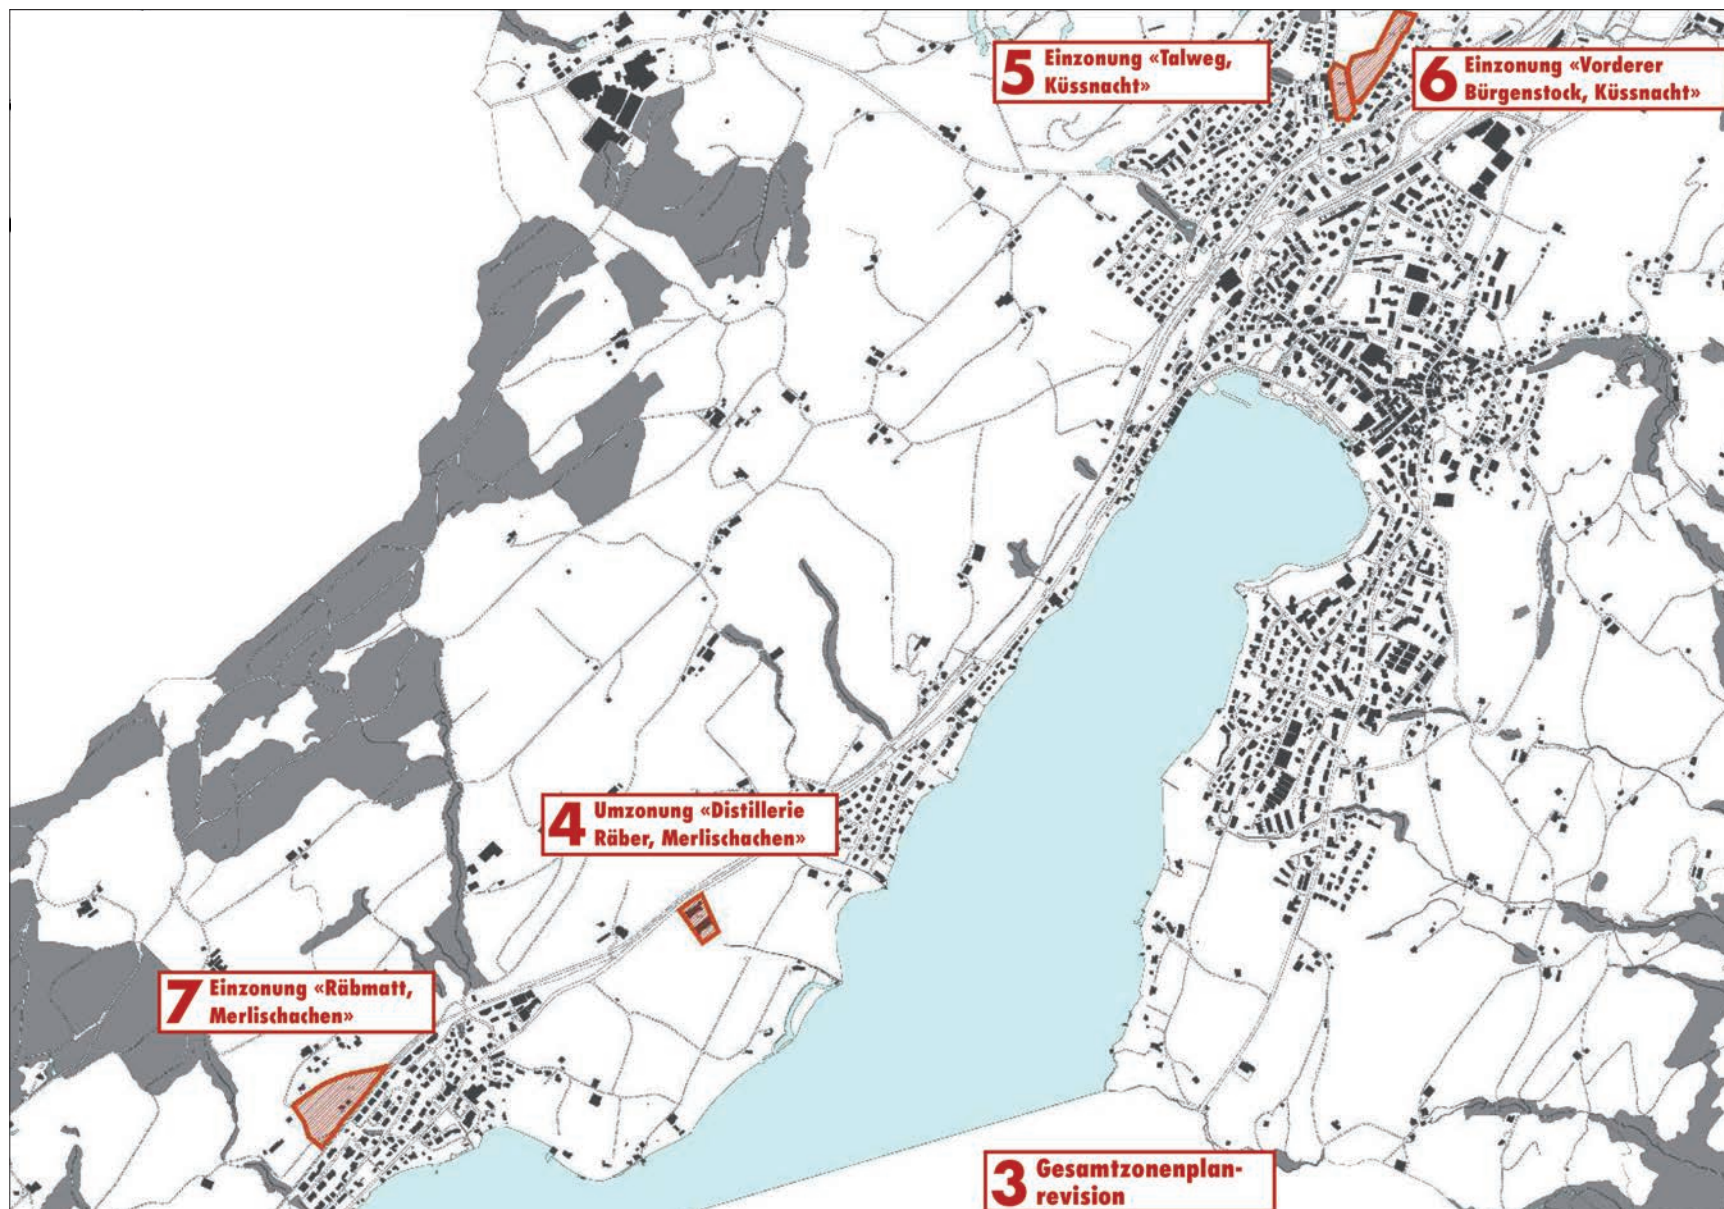 5 Einzonung «Talweg,
Küssnacht»
6 Einzonung «Vorderer
Bürgenstock, Küssnacht»
4 Umzonung «Distillerie
Räber, Merlischachen»
7 Einzonung «Räbmatt,
Merlischachen»
3 Gesamtzonenplan-
revision